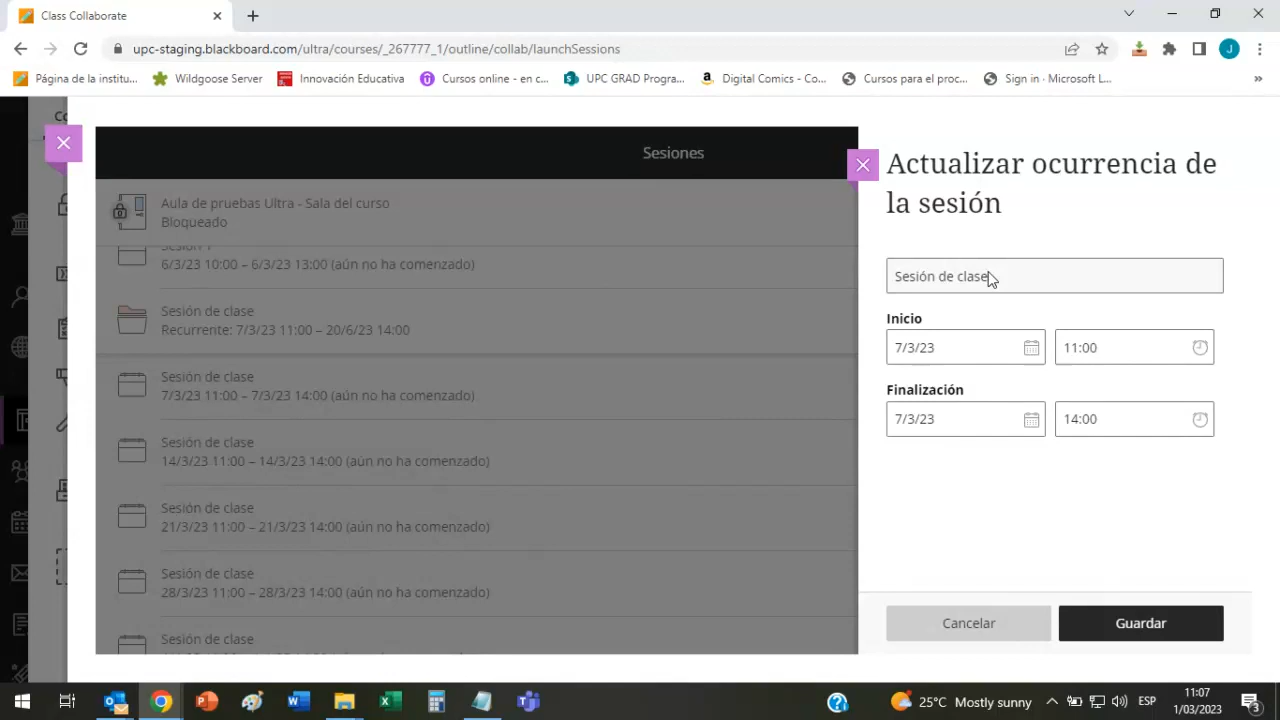 Class Collaborate
upc-staging.blackboard.com/ultra/courses/_267777_1/outline/collab/launchSessions
J
Página de la institu...
Wildgoose Server
Innovación Educativa
Cursos online - en c...
UPC GRAD Progra...
Digital Comics - Co...
Cursos para el proc...
Sign in · Microsoft L...
»
Co
Sesiones
Aula de pruebas Ultra - Sala del curso
Bloqueado
Sesión 1
6/3/23 10:00 – 6/3/23 13:00 (aún no ha comenzado)
Sesión de clase
Recurrente: 7/3/23 11:00 – 20/6/23 14:00
Sesión de clase
7/3/23 11:00 – 7/3/23 14:00 (aún no ha comenzado)
Sesión de clase
14/3/23 11:00 – 14/3/23 14:00 (aún no ha comenzado)
Sesión de clase
21/3/23 11:00 – 21/3/23 14:00 (aún no ha comenzado)
Sesión de clase
28/3/23 11:00 – 28/3/23 14:00 (aún no ha comenzado)
Sesión de clase
Actualizar ocurrencia de
la sesión
Sesión de clase
Inicio
7/3/23
11:00
Finalización
7/3/23
14:00
Cancelar
Guardar
25°C Mostly sunny
ESP
11:07
1/03/2023
3